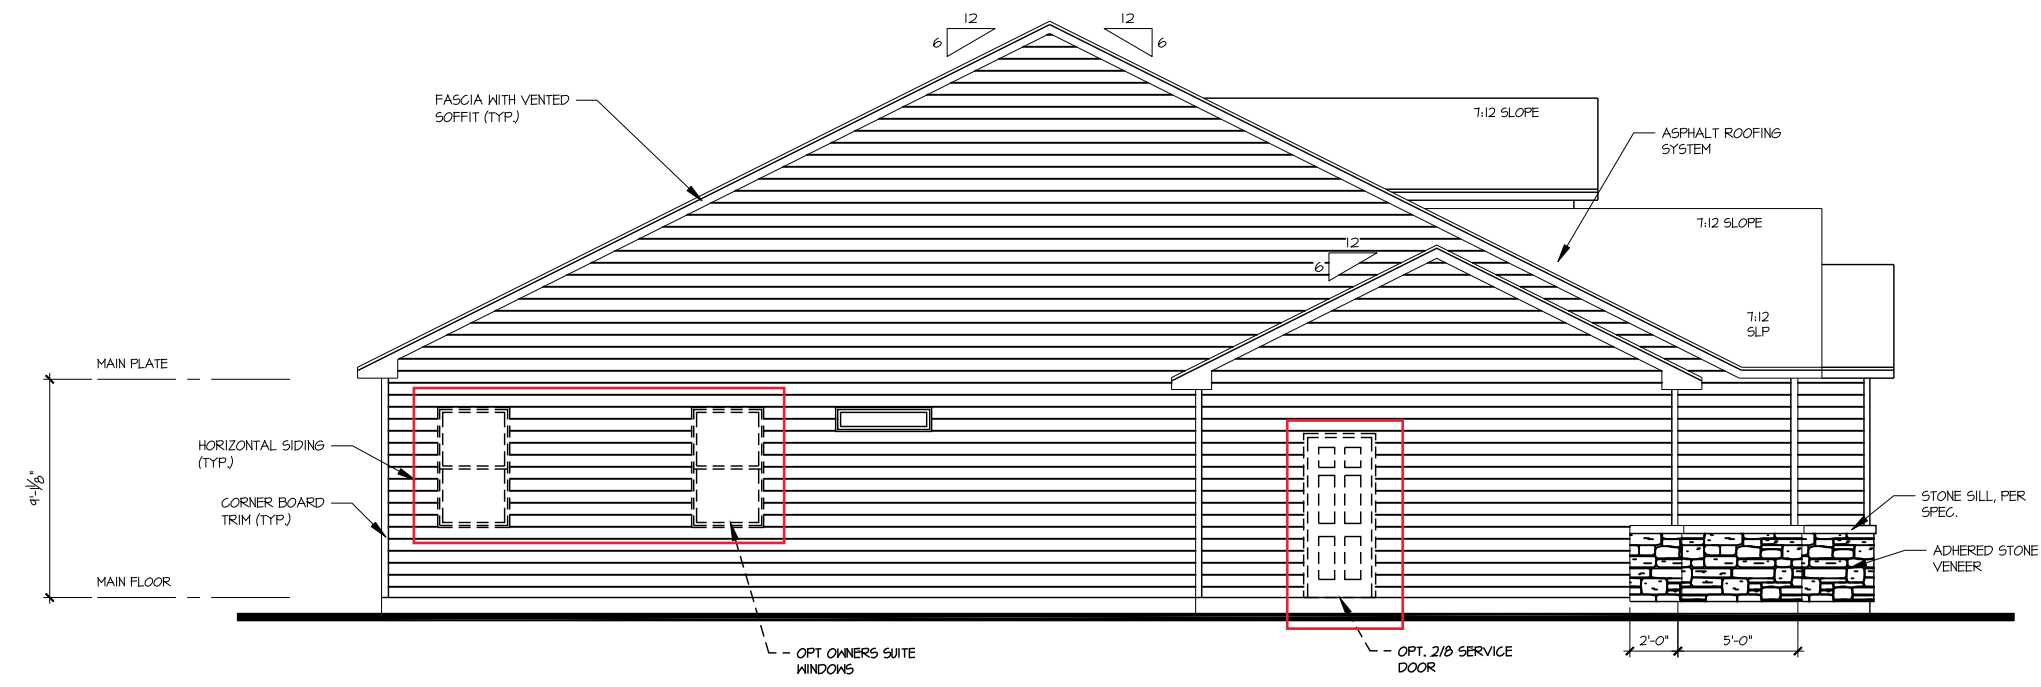 12
12
6
6
FASCIA WITH VENTED
SOFFIT (TYP.)
7:12 SLOPE
ASPHALT ROOFING
SYSTEM
7:12 SLOPE
12
6
7:12
SLP
MAIN PLATE
HORIZONTAL SIDING
(TYP.)
9'-1 1/8"
CORNER BOARD
TRIM (TYP.)
STONE SILL, PER
SPEC.
ADHERED STONE
VENEER
MAIN FLOOR
2'-0"
5'-0"
OPT OWNERS SUITE
WINDOWS
OPT. 2/8 SERVICE
DOOR